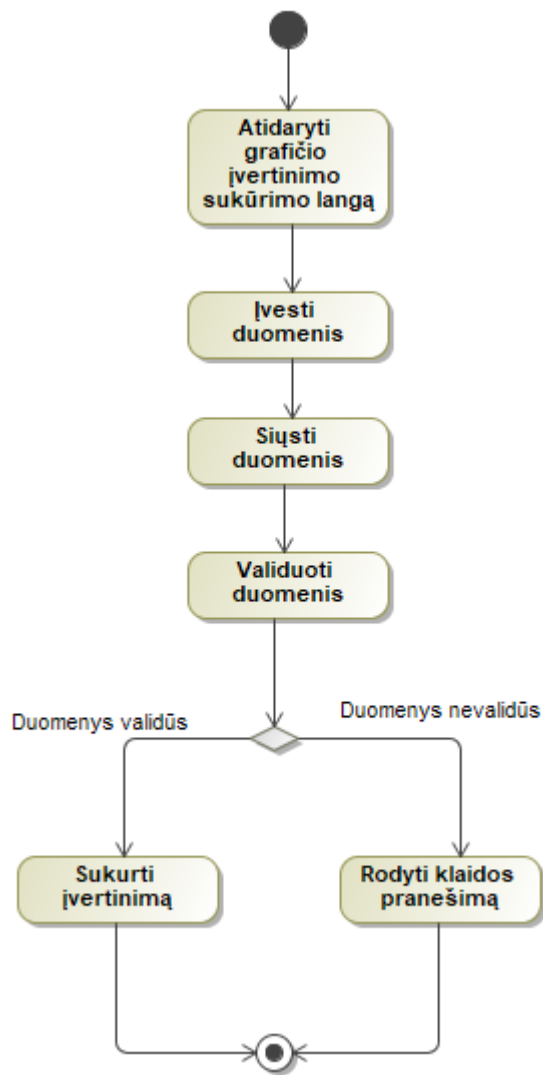 Atidaryti
grafičio
įvertinimo
sukūrimo langą
Įvesti
duomenis
Siųsti
duomenis
Validuoti
duomenis
Duomenys validūs
Duomenys nevalidūs
Sukurti
įvertinimą
Rodyti klaidos
pranešimą